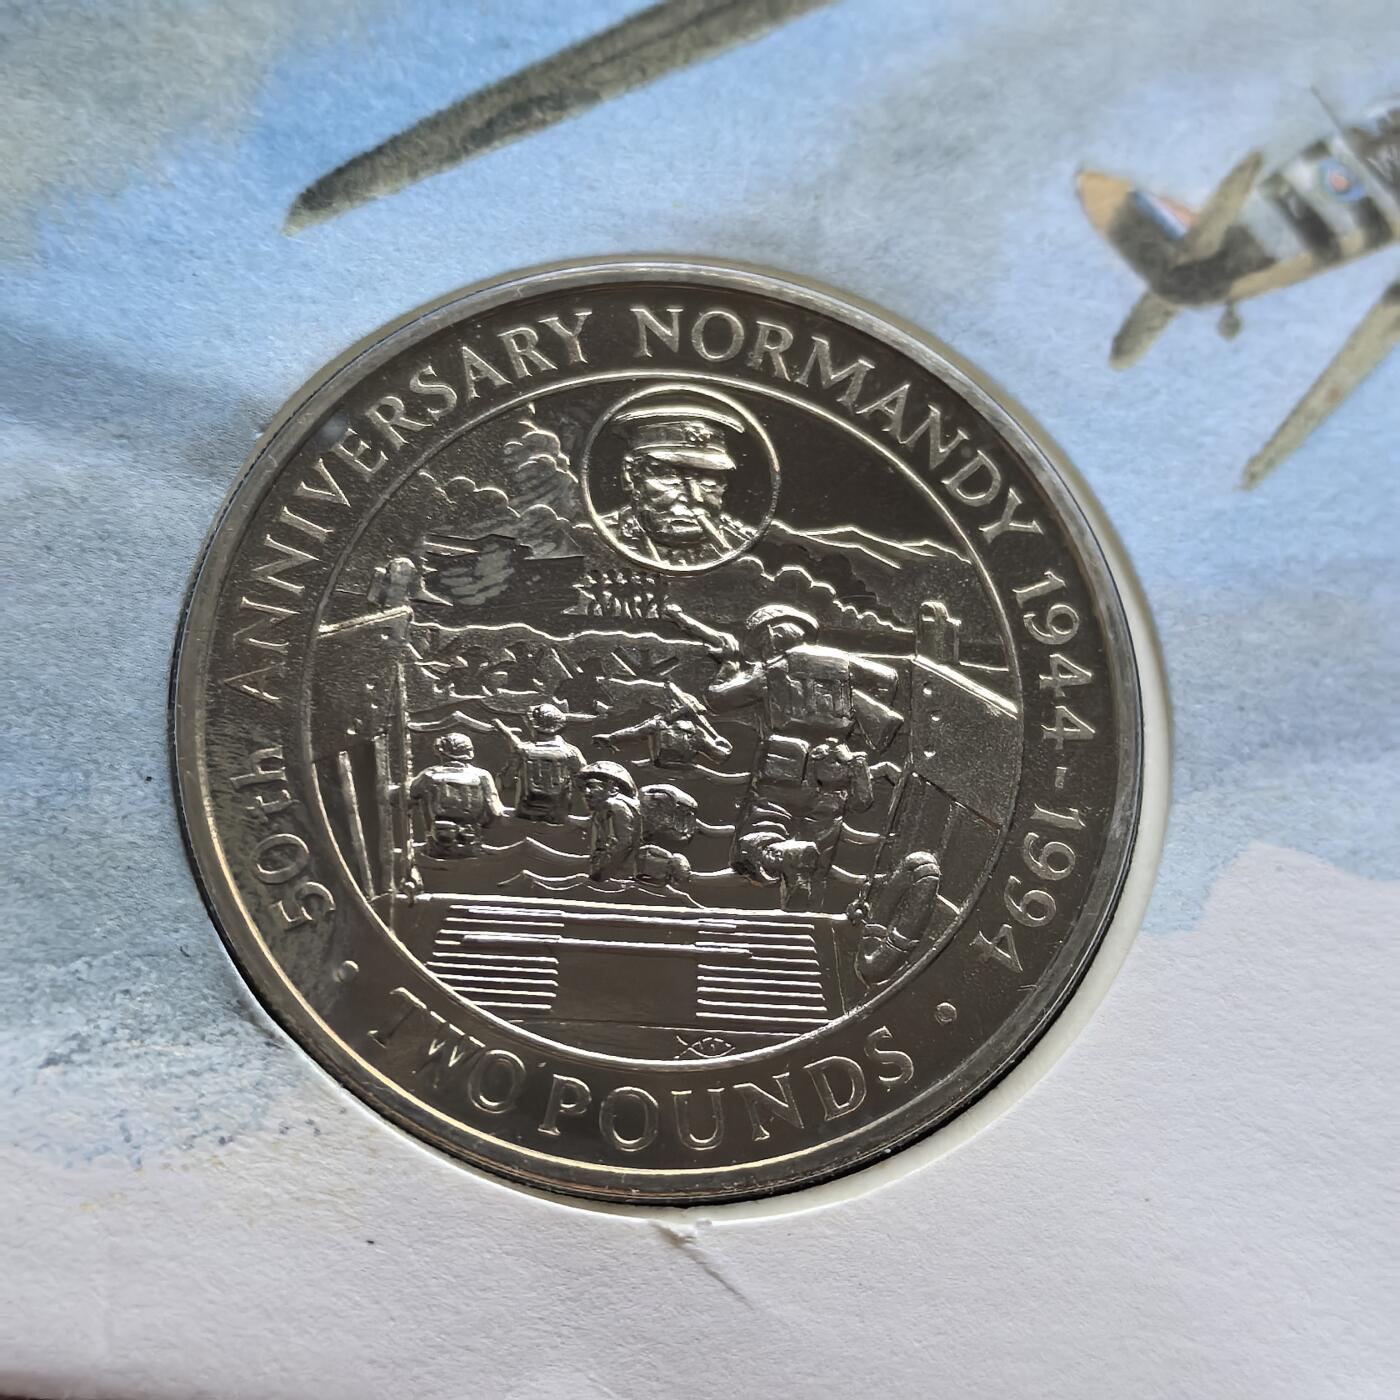 50th ANNIVERSARY NORMANDY 1944-1994
TWO POUNDS